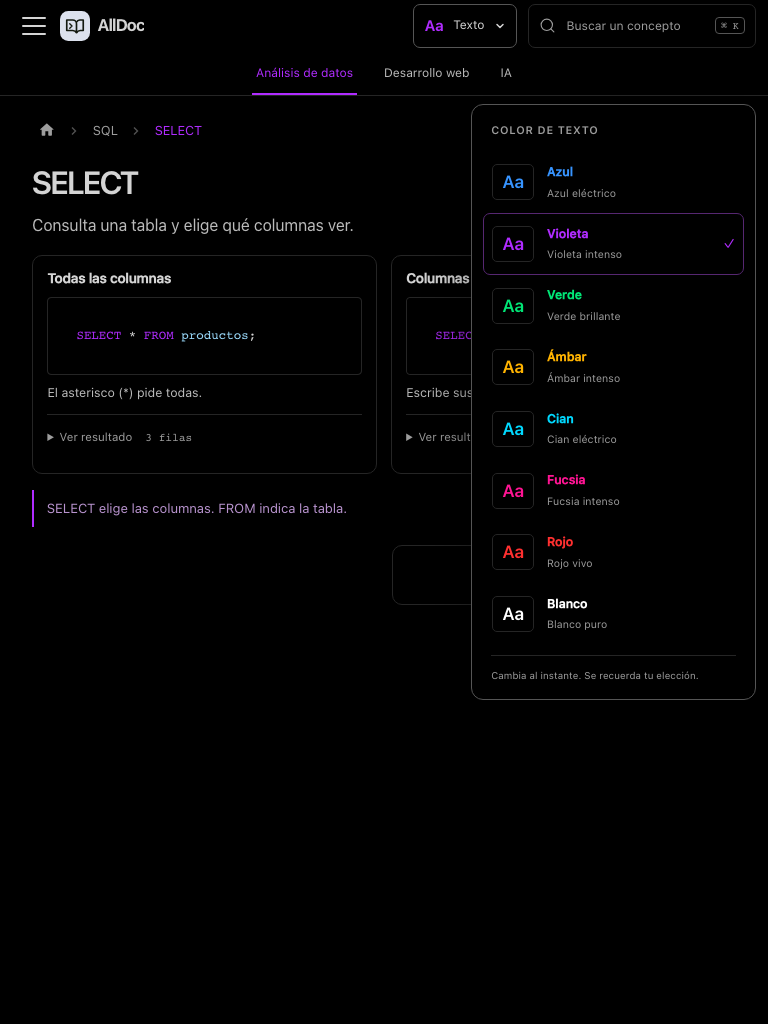 AllDoc
Aa Texto
Buscar un concepto
⌘ K
Análisis de datos
Desarrollo web
IA
SQL
SELECT
SELECT
Consulta una tabla y elige qué columnas ver.
Todas las columnas
SELECT * FROM productos;
El asterisco (*) pide todas.
Ver resultado 3 filas
Columnas
SELEC
Escribe sus
Ver result
SELECT elige las columnas. FROM indica la tabla.
COLOR DE TEXTO
Aa
Azul
Azul eléctrico
Aa
Violeta
Violeta intenso
Aa
Verde
Verde brillante
Aa
Ámbar
Ámbar intenso
Aa
Cian
Cian eléctrico
Aa
Fucsia
Fucsia intenso
Aa
Rojo
Rojo vivo
Aa
Blanco
Blanco puro
Cambia al instante. Se recuerda tu elección.